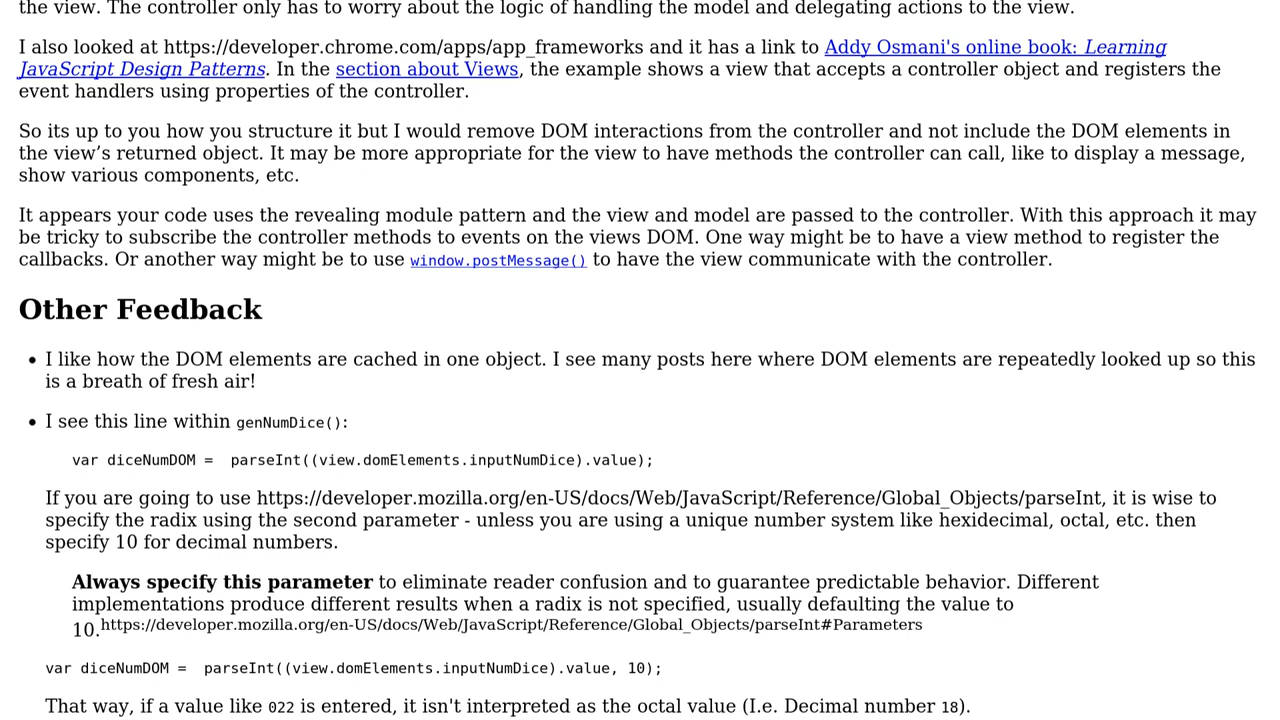 the view. The controller only has to worry about the logic of handling the model and delegating actions to the view.
I also looked at https://developer.chrome.com/apps/app_frameworks and it has a link to Addy Osmani's online book: Learning
JavaScript Design Patterns. In the section about Views, the example shows a view that accepts a controller object and registers the
event handlers using properties of the controller.
So its up to you how you structure it but I would remove DOM interactions from the controller and not include the DOM elements in
the view’s returned object. It may be more appropriate for the view to have methods the controller can call, like to display a message,
show various components, etc.
It appears your code uses the revealing module pattern and the view and model are passed to the controller. With this approach it may
be tricky to subscribe the controller methods to events on the views DOM. One way might be to have a view method to register the
callbacks. Or another way might be to use window.postMessage() to have the view communicate with the controller.
Other Feedback
• I like how the DOM elements are cached in one object. I see many posts here where DOM elements are repeatedly looked up so this
is a breath of fresh air!
• I see this line within genNumDice():
var diceNumDOM =  parseInt((view.domElements.inputNumDice).value);
If you are going to use https://developer.mozilla.org/en-US/docs/Web/JavaScript/Reference/Global_Objects/parseInt, it is wise to
specify the radix using the second parameter - unless you are using a unique number system like hexidecimal, octal, etc. then
specify 10 for decimal numbers.
Always specify this parameter to eliminate reader confusion and to guarantee predictable behavior. Different
implementations produce different results when a radix is not specified, usually defaulting the value to
10.https://developer.mozilla.org/en-US/docs/Web/JavaScript/Reference/Global_Objects/parseInt#Parameters
var diceNumDOM =  parseInt((view.domElements.inputNumDice).value, 10);
That way, if a value like 022 is entered, it isn't interpreted as the octal value (I.e. Decimal number 18).